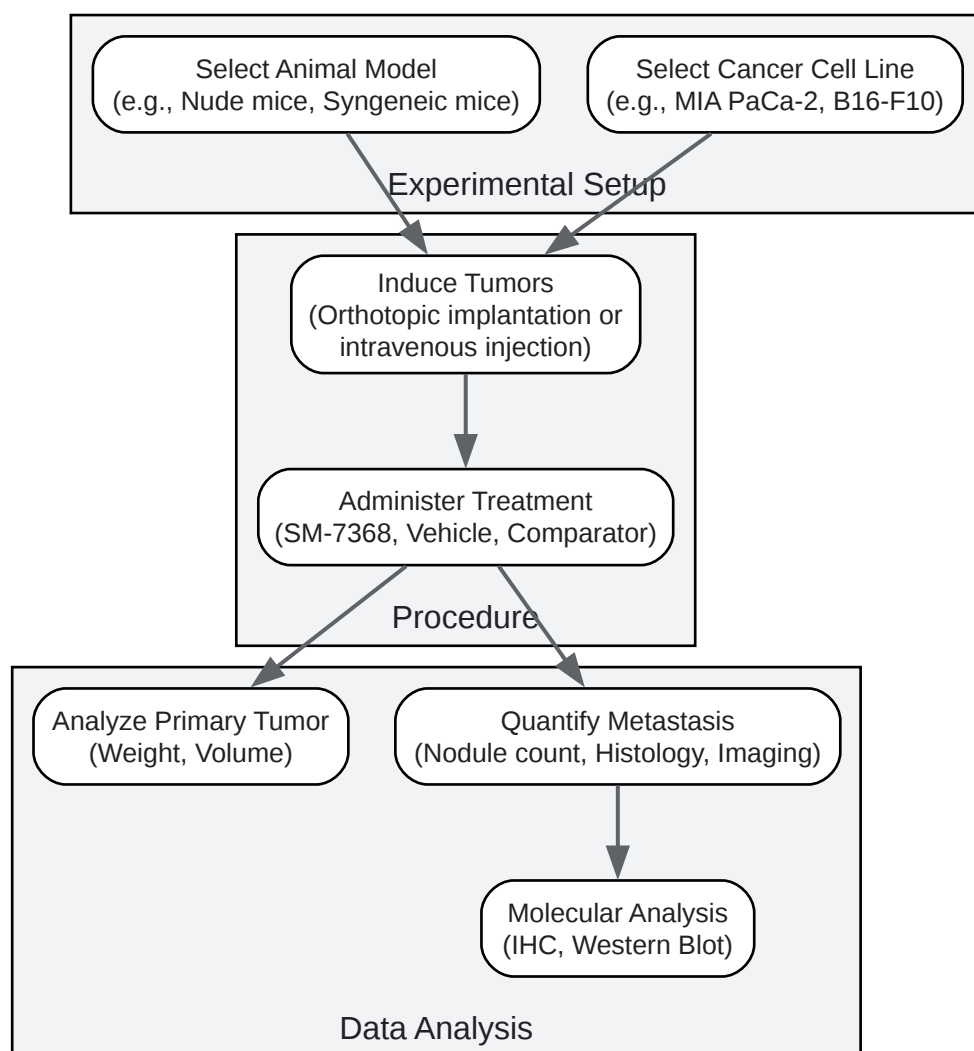 Select Animal Model
(e.g., Nude mice, Syngeneic mice)
Select Cancer Cell Line
(e.g., MIA PaCa-2, B16-F10)
Experimental Setup
Induce Tumors
(Orthotopic implantation or
intravenous injection)
Administer Treatment
(SM-7368, Vehicle, Comparator)
Procedure
Analyze Primary Tumor
(Weight, Volume)
Quantify Metastasis
(Nodule count, Histology, Imaging)
Molecular Analysis
(IHC, Western Blot)
Data Analysis